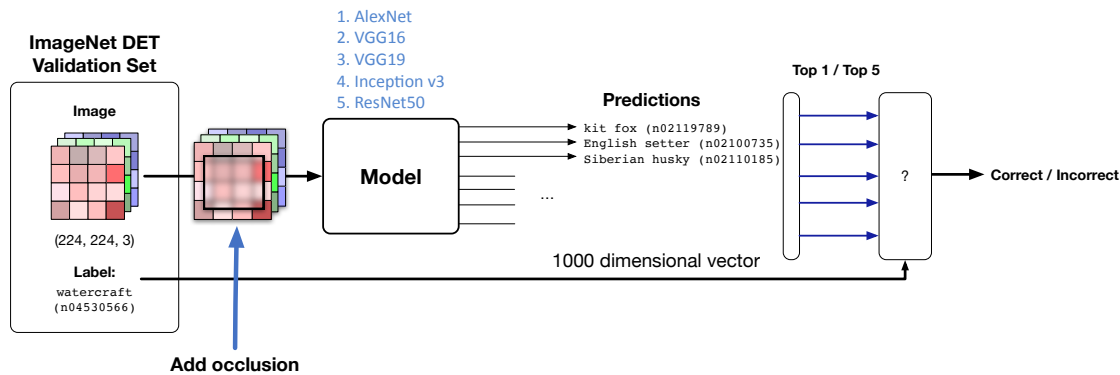 1. AlexNet
2. VGG16
3. VGG19
4. Inception v3
5. ResNet50
ImageNet DET
Validation Set
Image
(224, 224, 3)
Label:
watercraft
(n04530566)
Add occlusion
Model
Predictions
kit fox (n02119789)
English setter (n02100735)
Siberian husky (n02110185)
...
1000 dimensional vector
Top 1 / Top 5
?
Correct / Incorrect